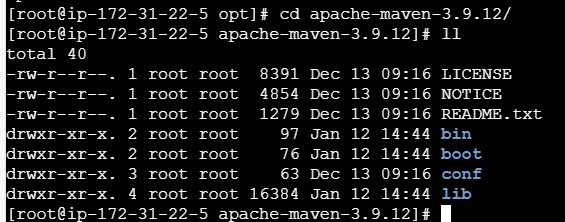 [root@ip-172-31-22-5 opt]# cd apache-maven-3.9.12/
[root@ip-172-31-22-5 apache-maven-3.9.12]# ll
total 40
-rw-r--r--. 1 root root  8391 Dec 13 09:16 LICENSE
-rw-r--r--. 1 root root  4854 Dec 13 09:16 NOTICE
-rw-r--r--. 1 root root  1279 Dec 13 09:16 README.txt
drwxr-xr-x. 2 root root    97 Jan 12 14:44 bin
drwxr-xr-x. 2 root root    76 Jan 12 14:44 boot
drwxr-xr-x. 3 root root    63 Dec 13 09:16 conf
drwxr-xr-x. 4 root root 16384 Jan 12 14:44 lib
[root@ip-172-31-22-5 apache-maven-3.9.12]#